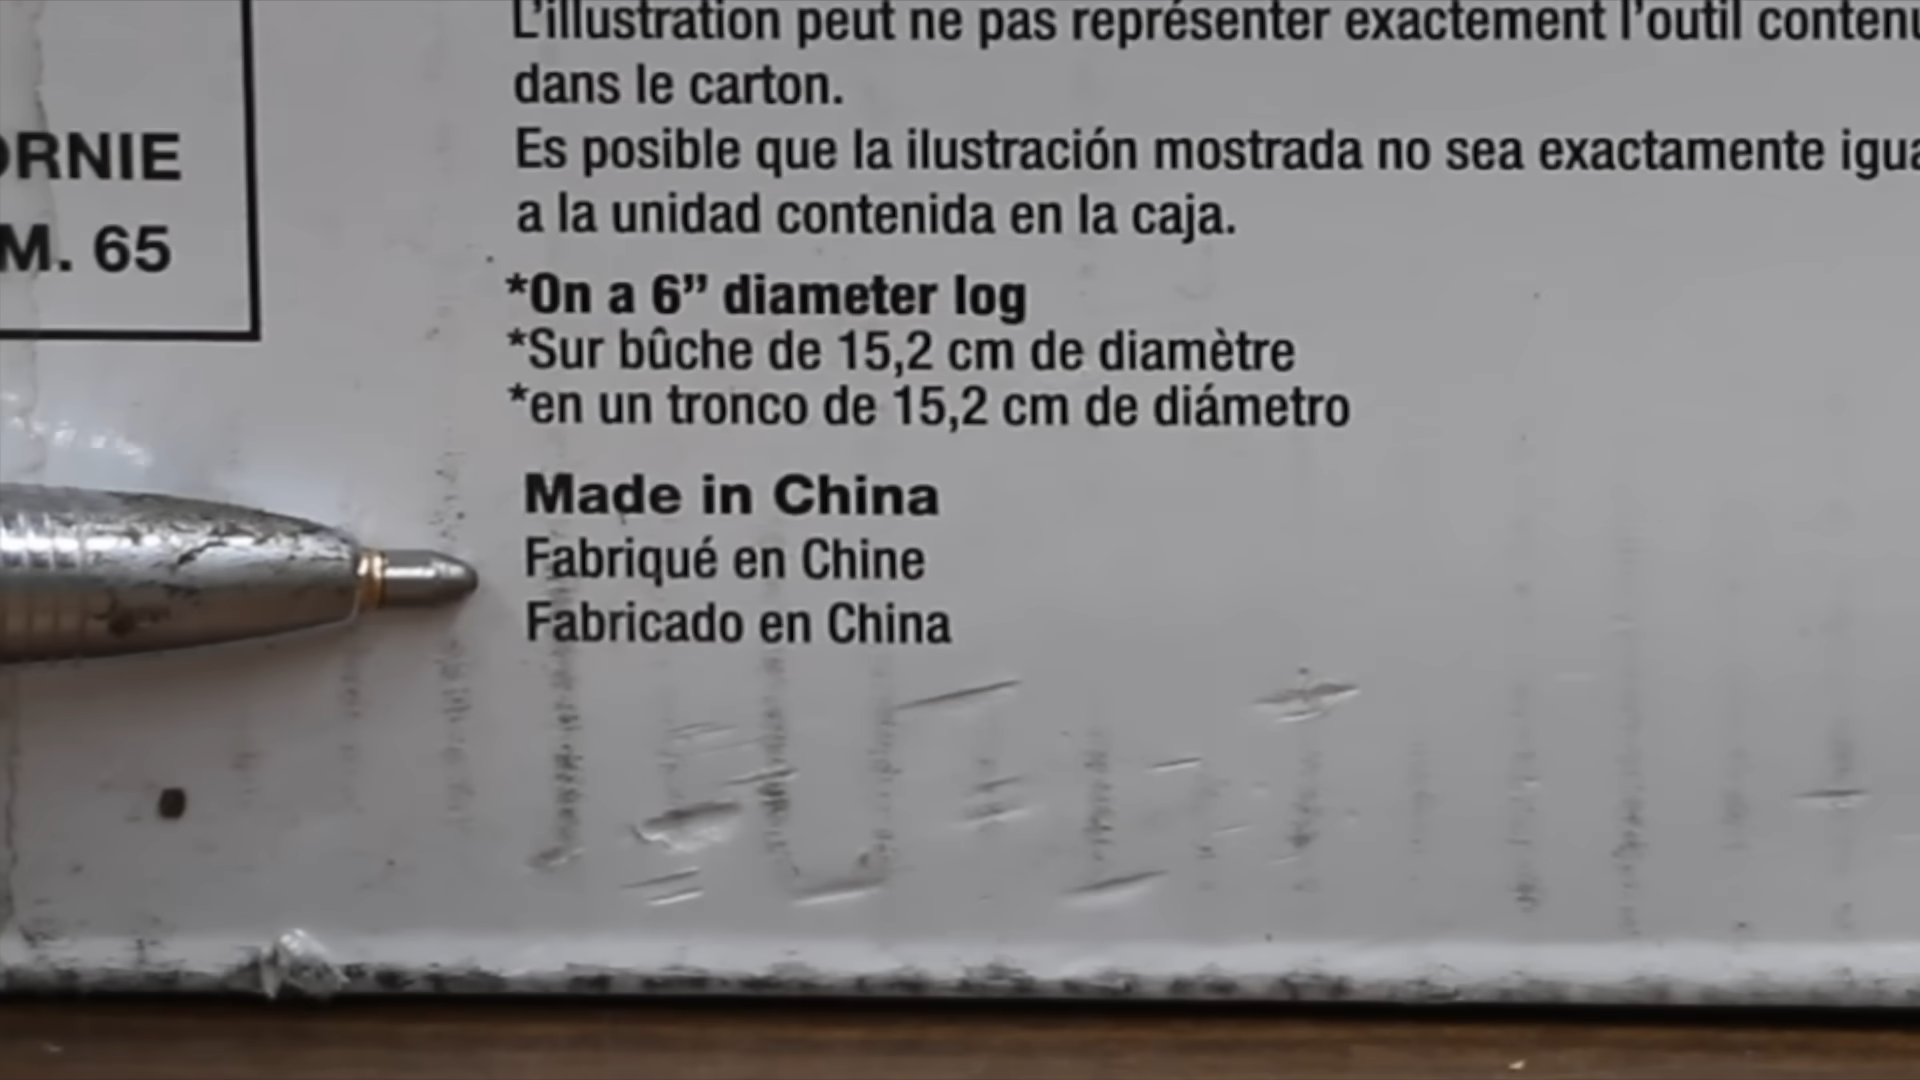 ORNIE
M. 65
L'illustration peut ne pas représenter exactement l'outil contenu
dans le carton.
Es posible que la ilustración mostrada no sea exactamente igua
a la unidad contenida en la caja.
*On a 6” diameter log
*Sur bûche de 15,2 cm de diamètre
*en un tronco de 15,2 cm de diámetro
Made in China
Fabriqué en Chine
Fabricado en China